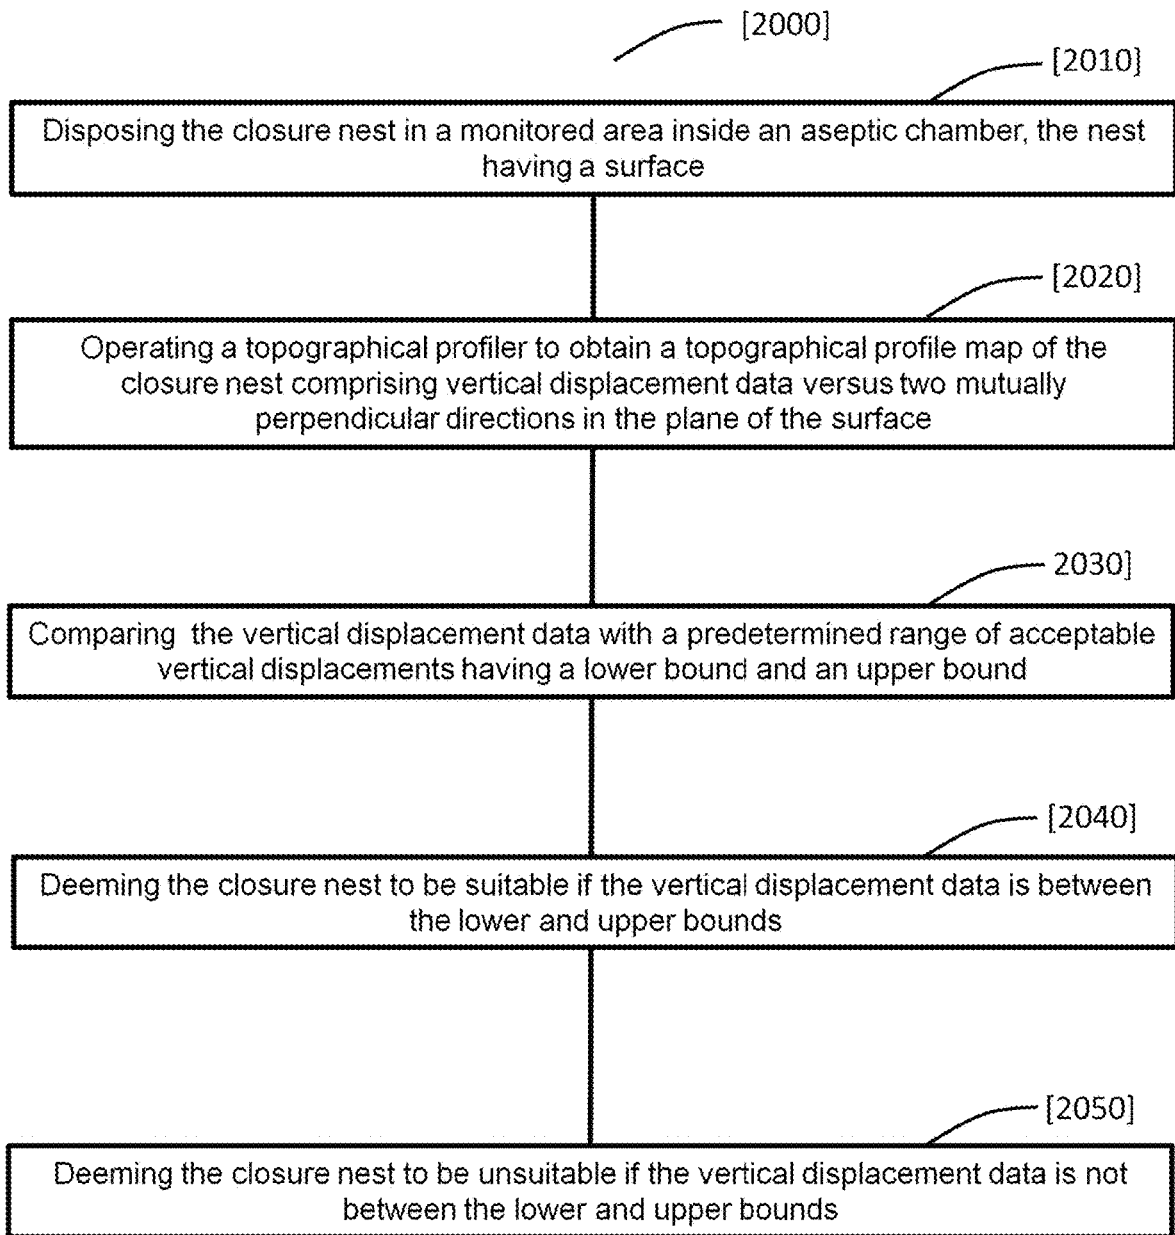 [2000]
[2010]
Disposing the closure nest in a monitored area inside an aseptic chamber, the nest
having a surface
[2020]
Operating a topographical profiler to obtain a topographical profile map of the
closure nest comprising vertical displacement data versus two mutually
perpendicular directions in the plane of the surface
2030]
Comparing the vertical displacement data with a predetermined range of acceptable
vertical displacements having a lower bound and an upper bound
[2040]
Deeming the closure nest to be suitable if the vertical displacement data is between
the lower and upper bounds
[2050]
Deeming the closure nest to be unsuitable if the vertical displacement data is not
between the lower and upper bounds